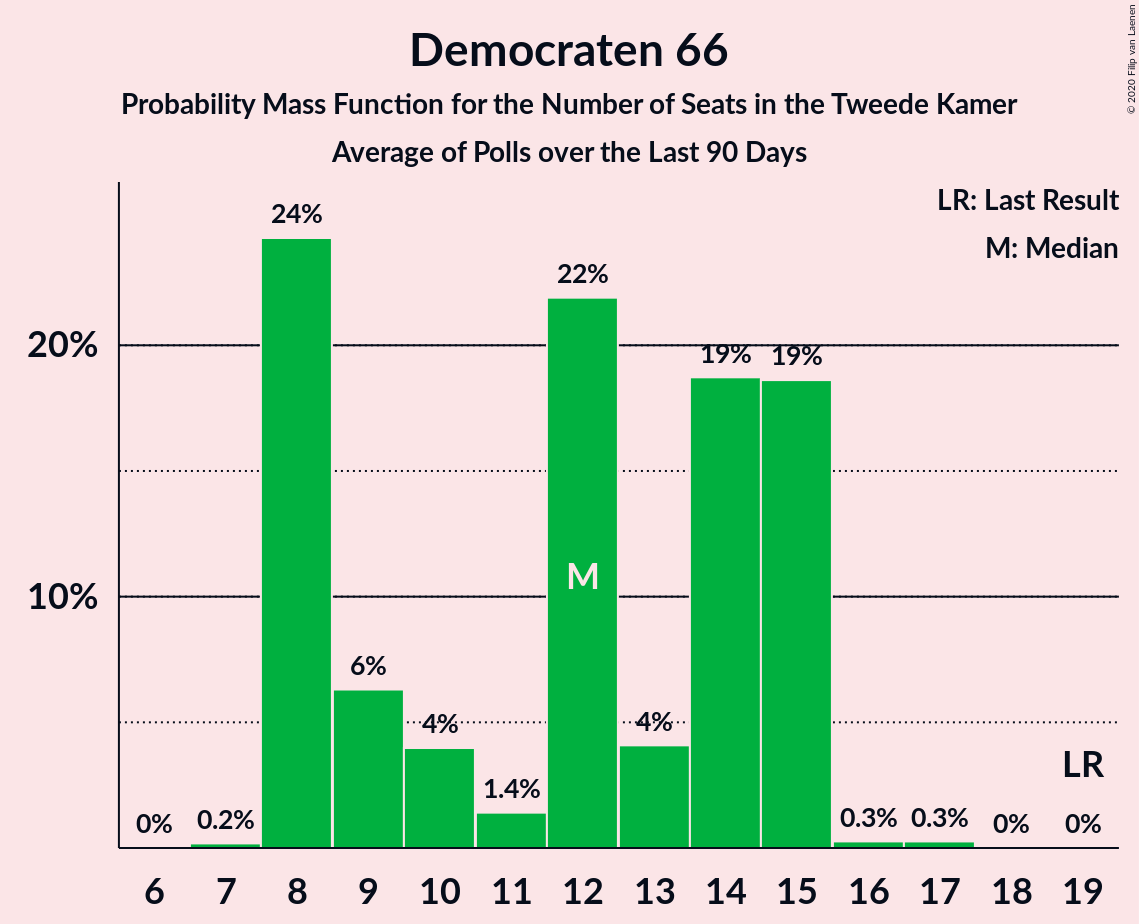 © 2020 Filip van Laenen
Democraten 66
Probability Mass Function for the Number of Seats in the Tweede Kamer
Average of Polls over the Last 90 Days
LR: Last Result
M: Median
24%
22%
20%
19% 19%
M
10%
6%
4% 4%
LR
1.4%
0% 0.2% 0.3% 0.3% 0% 0%
6 7 8 9 10 11 12 13 14 15 16 17 18 19